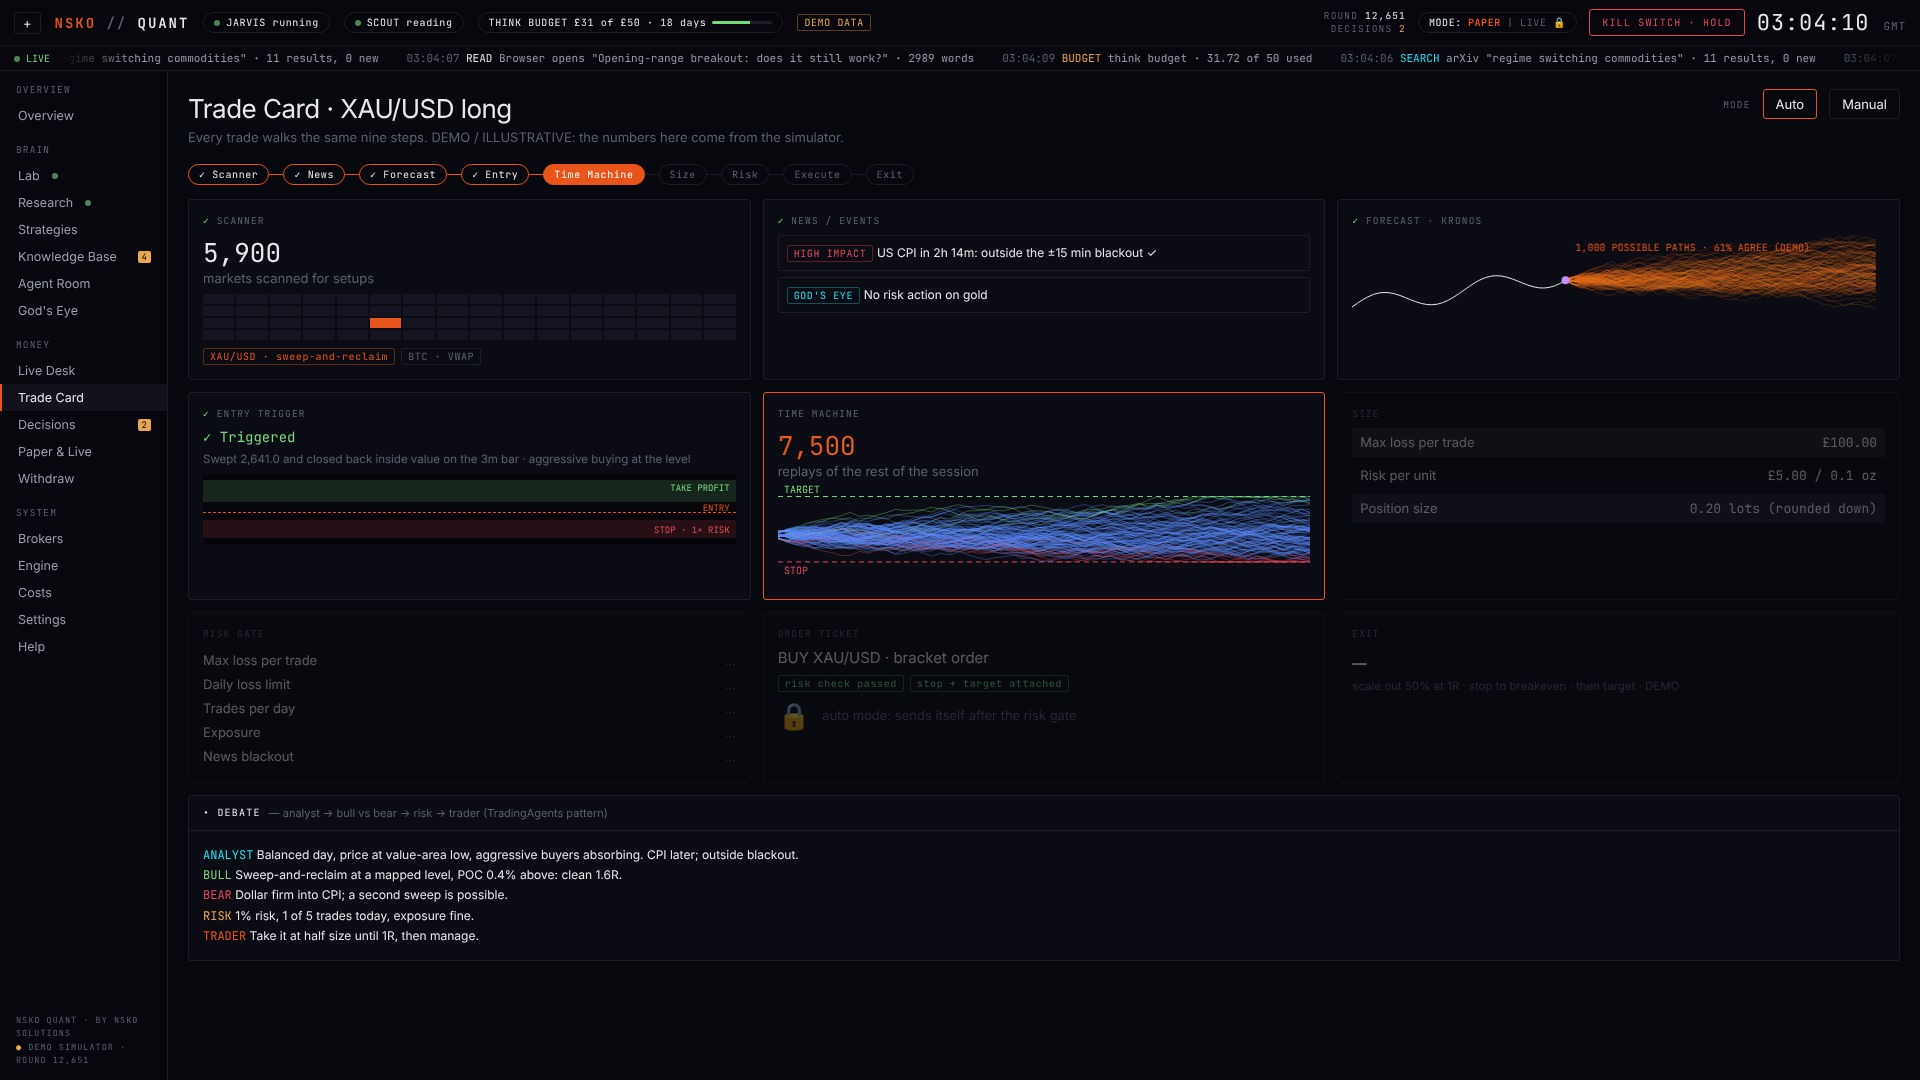 + NSKO // QUANT JARVIS running SCOUT reading THINK BUDGET £31 of £50 · 18 days DEMO DATA ROUND 12,651 DECISIONS 2 MODE: PAPER | LIVE 🔒 KILL SWITCH · HOLD 03:04:10 GMT
LIVE gime switching commodities" · 11 results, 0 new 03:04:07 READ Browser opens "Opening-range breakout: does it still work?" · 2989 words 03:04:09 BUDGET think budget · 31.72 of 50 used 03:04:06 SEARCH arXiv "regime switching commodities" · 11 results, 0 new 03:04:07
OVERVIEW
Overview
BRAIN
Lab
Research
Strategies
Knowledge Base 4
Agent Room
God's Eye
MONEY
Live Desk
Trade Card
Decisions 2
Paper & Live
Withdraw
SYSTEM
Brokers
Engine
Costs
Settings
Help
NSKO QUANT · BY NSKO
SOLUTIONS
DEMO SIMULATOR ·
ROUND 12,651
Trade Card · XAU/USD long
MODE Auto Manual
Every trade walks the same nine steps. DEMO / ILLUSTRATIVE: the numbers here come from the simulator.
✓ Scanner ✓ News ✓ Forecast ✓ Entry Time Machine Size Risk Execute Exit
✓ SCANNER
5,900
markets scanned for setups
XAU/USD · sweep-and-reclaim BTC · VWAP
✓ NEWS / EVENTS
HIGH IMPACT US CPI in 2h 14m: outside the ±15 min blackout ✓
GOD'S EYE No risk action on gold
✓ FORECAST · KRONOS
1,000 POSSIBLE PATHS · 61% AGREE (DEMO)
✓ ENTRY TRIGGER
✓ Triggered
Swept 2,641.0 and closed back inside value on the 3m bar · aggressive buying at the level
TAKE PROFIT
ENTRY
STOP · 1× RISK
TIME MACHINE
7,500
replays of the rest of the session
TARGET
STOP
SIZE
Max loss per trade £100.00
Risk per unit £5.00 / 0.1 oz
Position size 0.20 lots (rounded down)
RISK GATE
Max loss per trade …
Daily loss limit …
Trades per day …
Exposure …
News blackout …
ORDER TICKET
BUY XAU/USD · bracket order
risk check passed stop + target attached
🔒 auto mode: sends itself after the risk gate
EXIT
—
scale out 50% at 1R · stop to breakeven · then target · DEMO
• DEBATE — analyst → bull vs bear → risk → trader (TradingAgents pattern)
ANALYST Balanced day, price at value-area low, aggressive buyers absorbing. CPI later; outside blackout.
BULL Sweep-and-reclaim at a mapped level, POC 0.4% above: clean 1.6R.
BEAR Dollar firm into CPI; a second sweep is possible.
RISK 1% risk, 1 of 5 trades today, exposure fine.
TRADER Take it at half size until 1R, then manage.